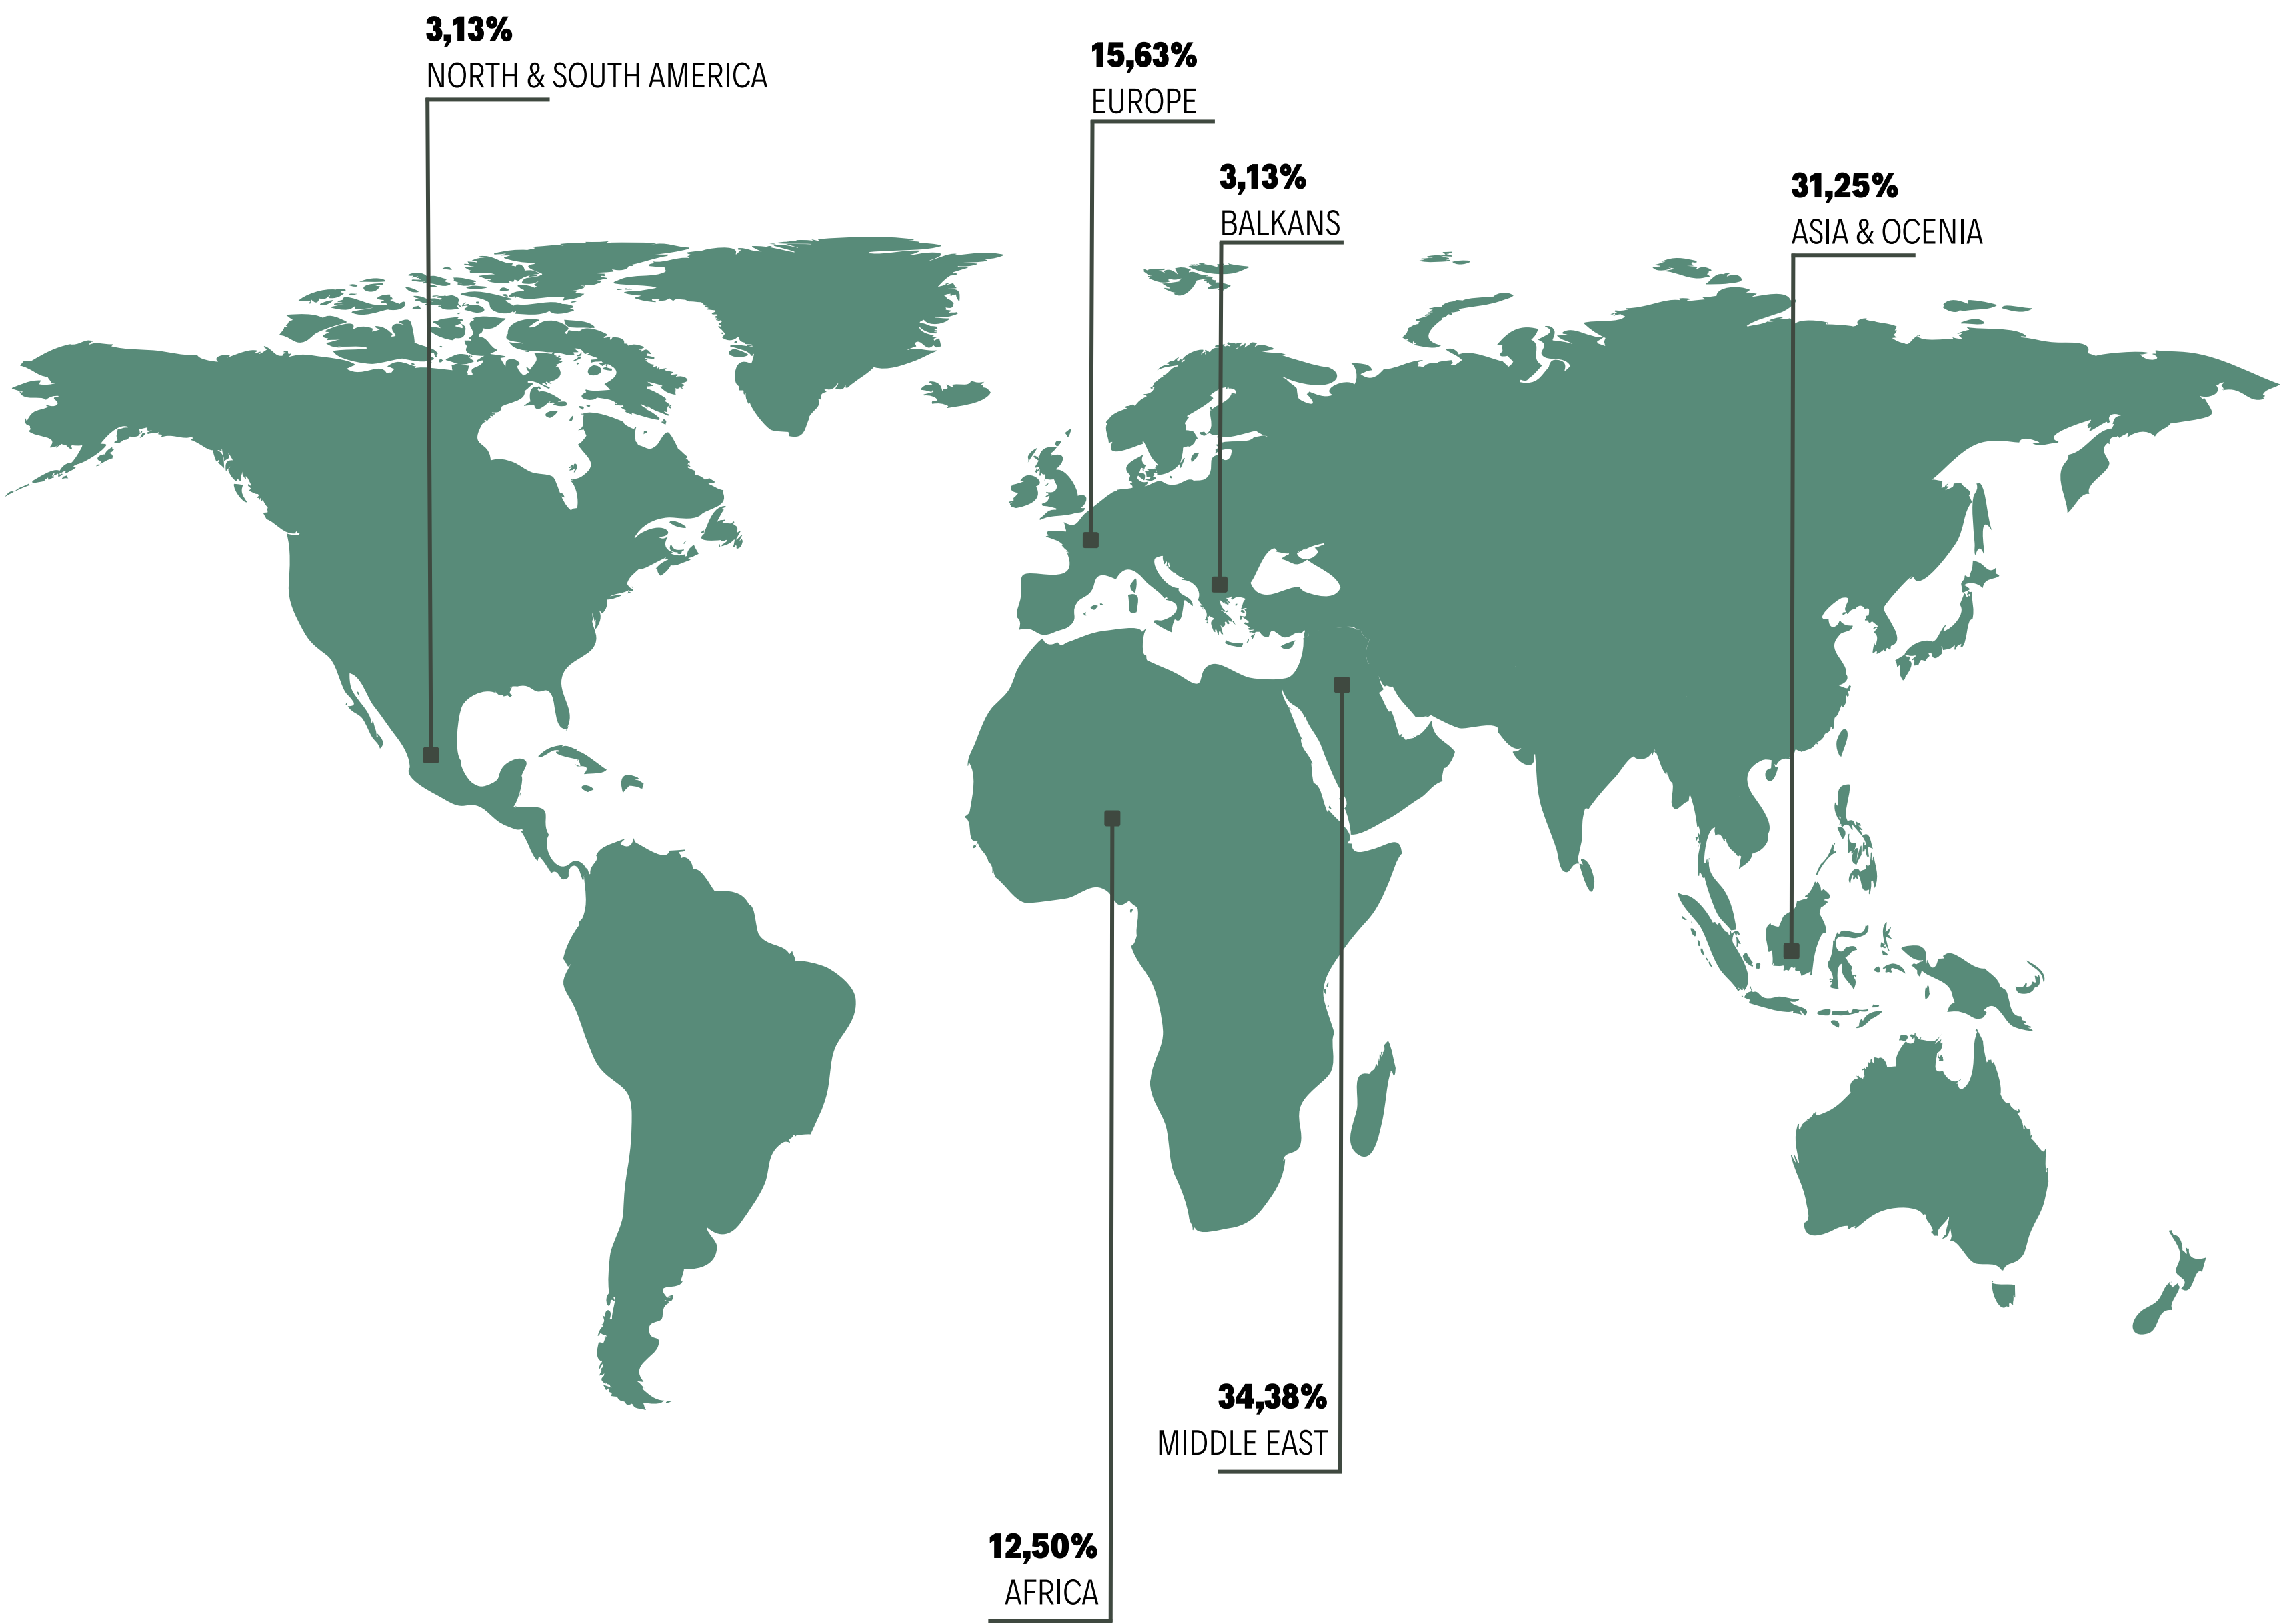 3,13%
NORTH & SOUTH AMERICA
15,63%
EUROPE
3,13%
BALKANS
31,25%
ASIA & OCENIA
34,38%
MIDDLE EAST
12,50%
AFRICA